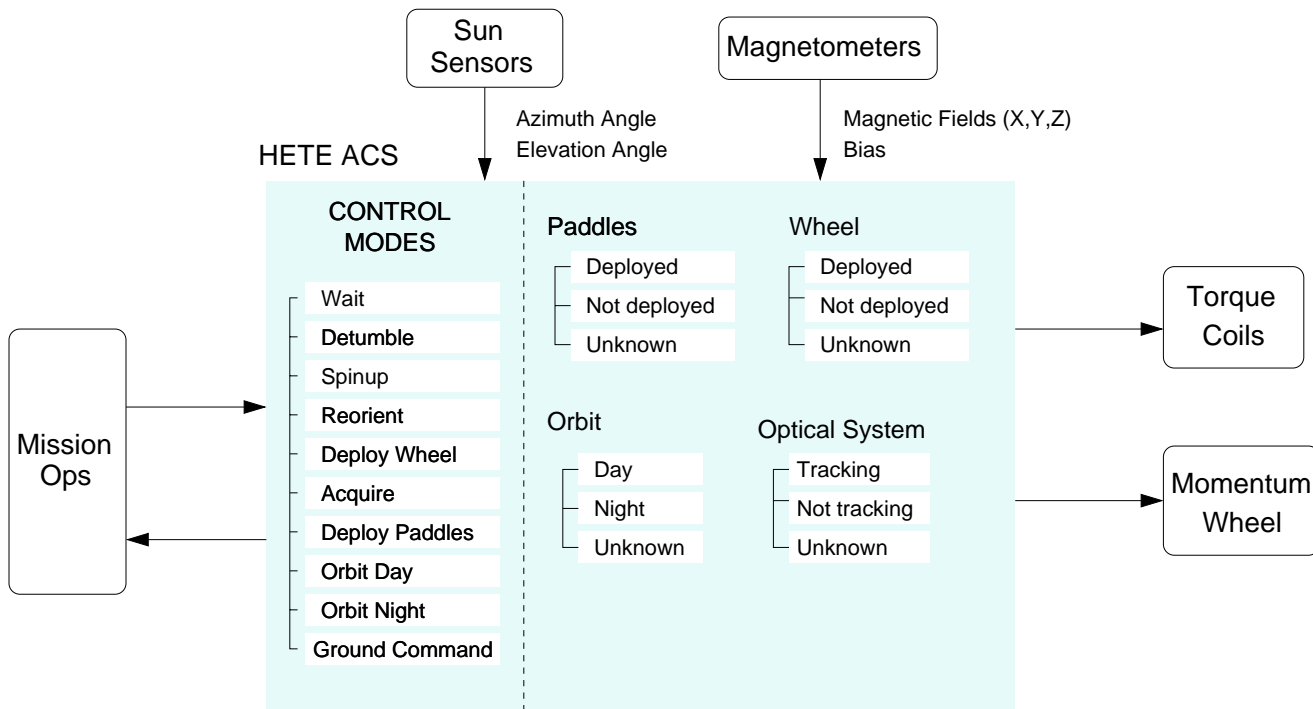 Sun
Sensors
Magnetometers
Azimuth Angle
Elevation Angle
Magnetic Fields (X,Y,Z)
Bias
HETE ACS
CONTROL
MODES
Wait
Detumble
Spinup
Reorient
Deploy Wheel
Acquire
Deploy Paddles
Orbit Day
Orbit Night
Ground Command
Paddles
Deployed
Not deployed
Unknown
Wheel
Deployed
Not deployed
Unknown
Orbit
Day
Night
Unknown
Optical System
Tracking
Not tracking
Unknown
Mission
Ops
Torque
Coils
Momentum
Wheel